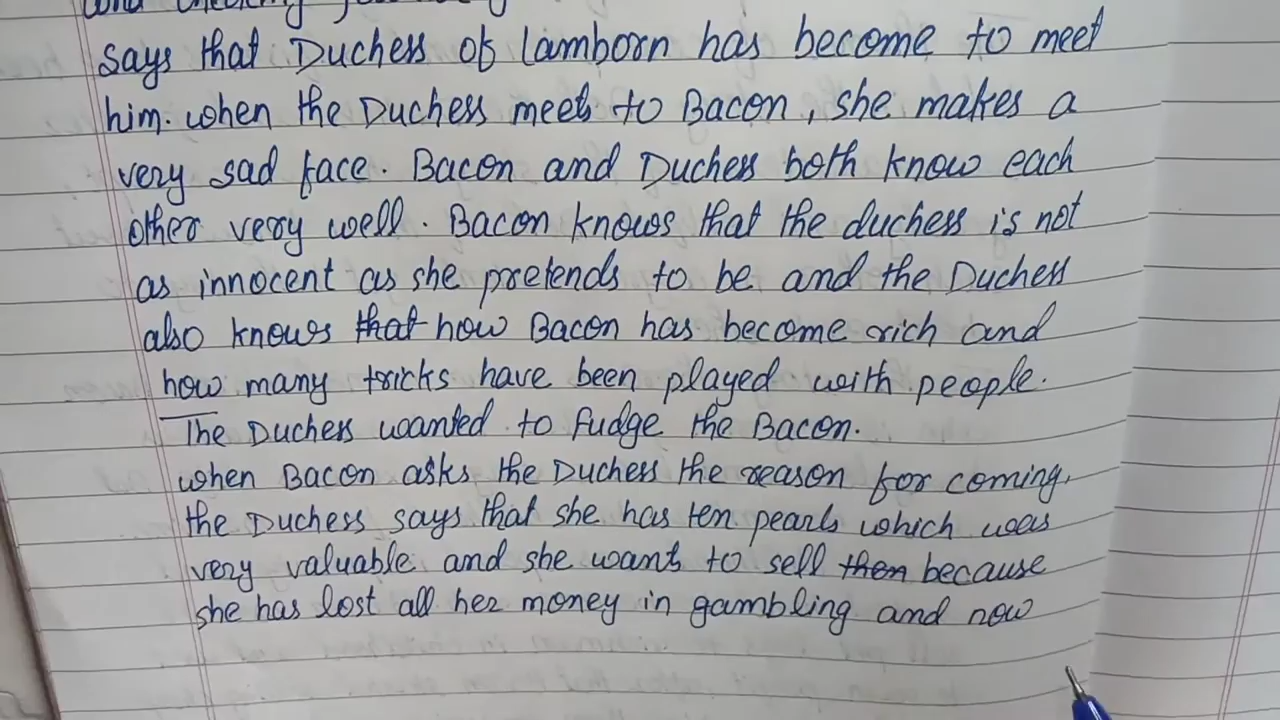 says that Duchess of Lamborn has become to meet
him. when the Duchess meets to Bacon, she makes a
very sad face. Bacon and Duchess both know each
other very well. Bacon knows that the duchess is not
as innocent as she pretends to be and the Duchess
also knows that how Bacon has become rich and
how many tricks have been played with people.
The Duchess wanted to fudge the Bacon.
when Bacon asks the Duchess the reason for coming.
the Duchess says that she has ten pearls which was
very valuable and she wants to sell them because
she has lost all her money in gambling and now